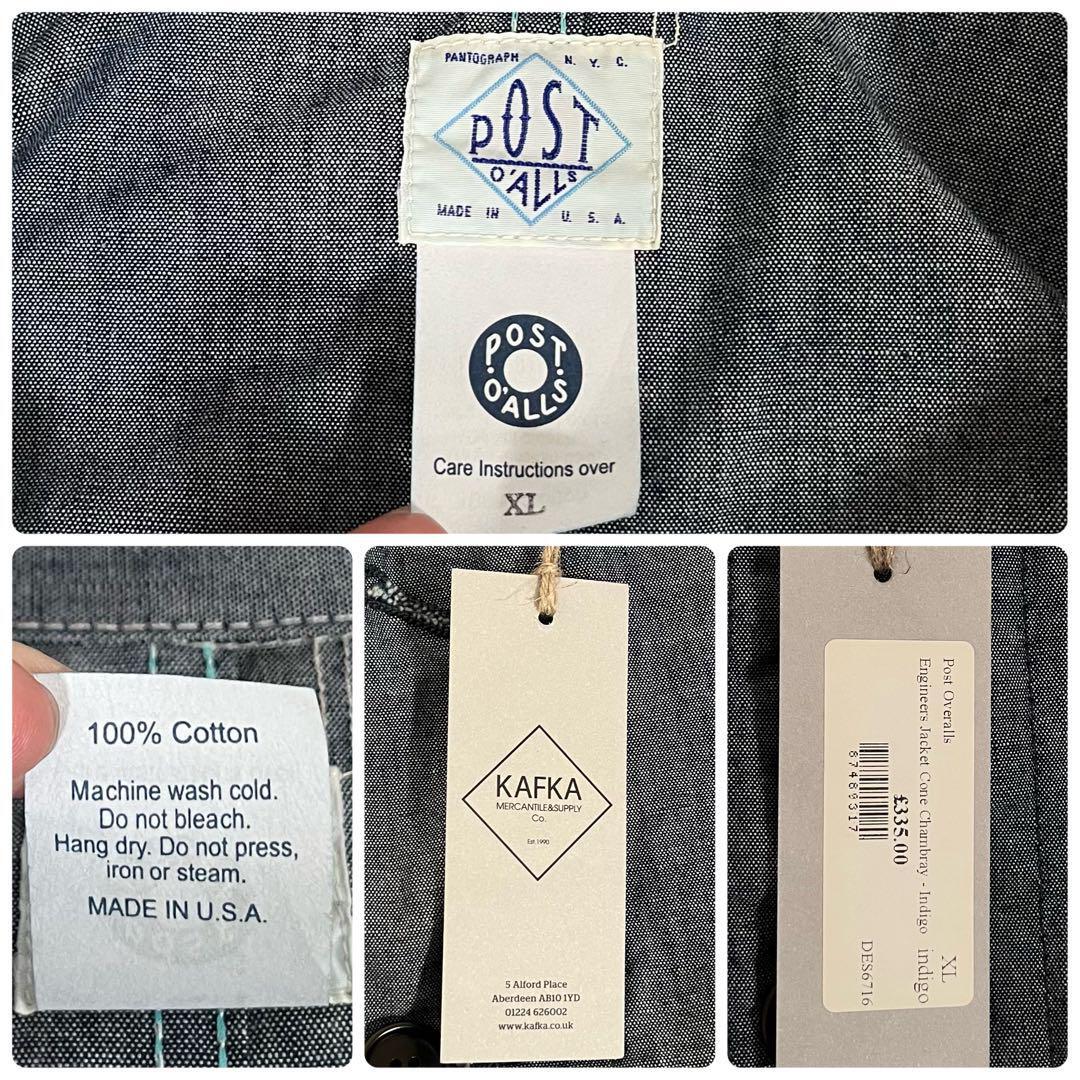 PANTOGRAPH N. Y. C.
POST
O'ALLS
MADE IN U. S. A.
POST
O'ALLS
Care Instructions over
XL
100% Cotton
Machine wash cold.
Do not bleach.
Hang dry. Do not press,
iron or steam.
MADE IN U.S.A.
KAFKA
MERCANTILE&SUPPLY
Co.
Est.1990
5 Alford Place
Aberdeen AB10 1YD
01224 626002
www.kafka.co.uk
Post Overalls
Engineers Jacket Cone Chambray - Indigo
XL
indigo
£335.00
87469317
DES6716